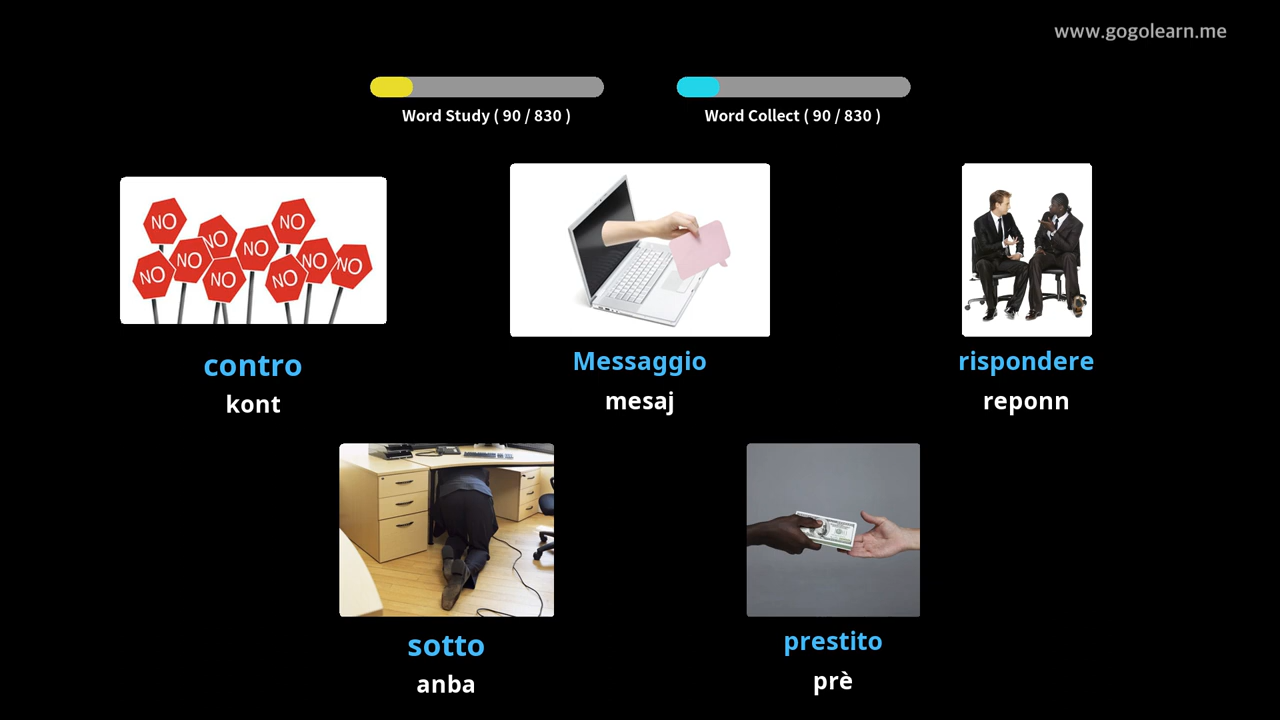 www.gogolearn.me
Word Study ( 90 / 830 )
Word Collect ( 90 / 830 )
NO
NO
NO
NO
NO
NO
NO
NO
NO
NO
contro
kont
Messaggio
mesaj
rispondere
reponn
sotto
anba
prestito
prè